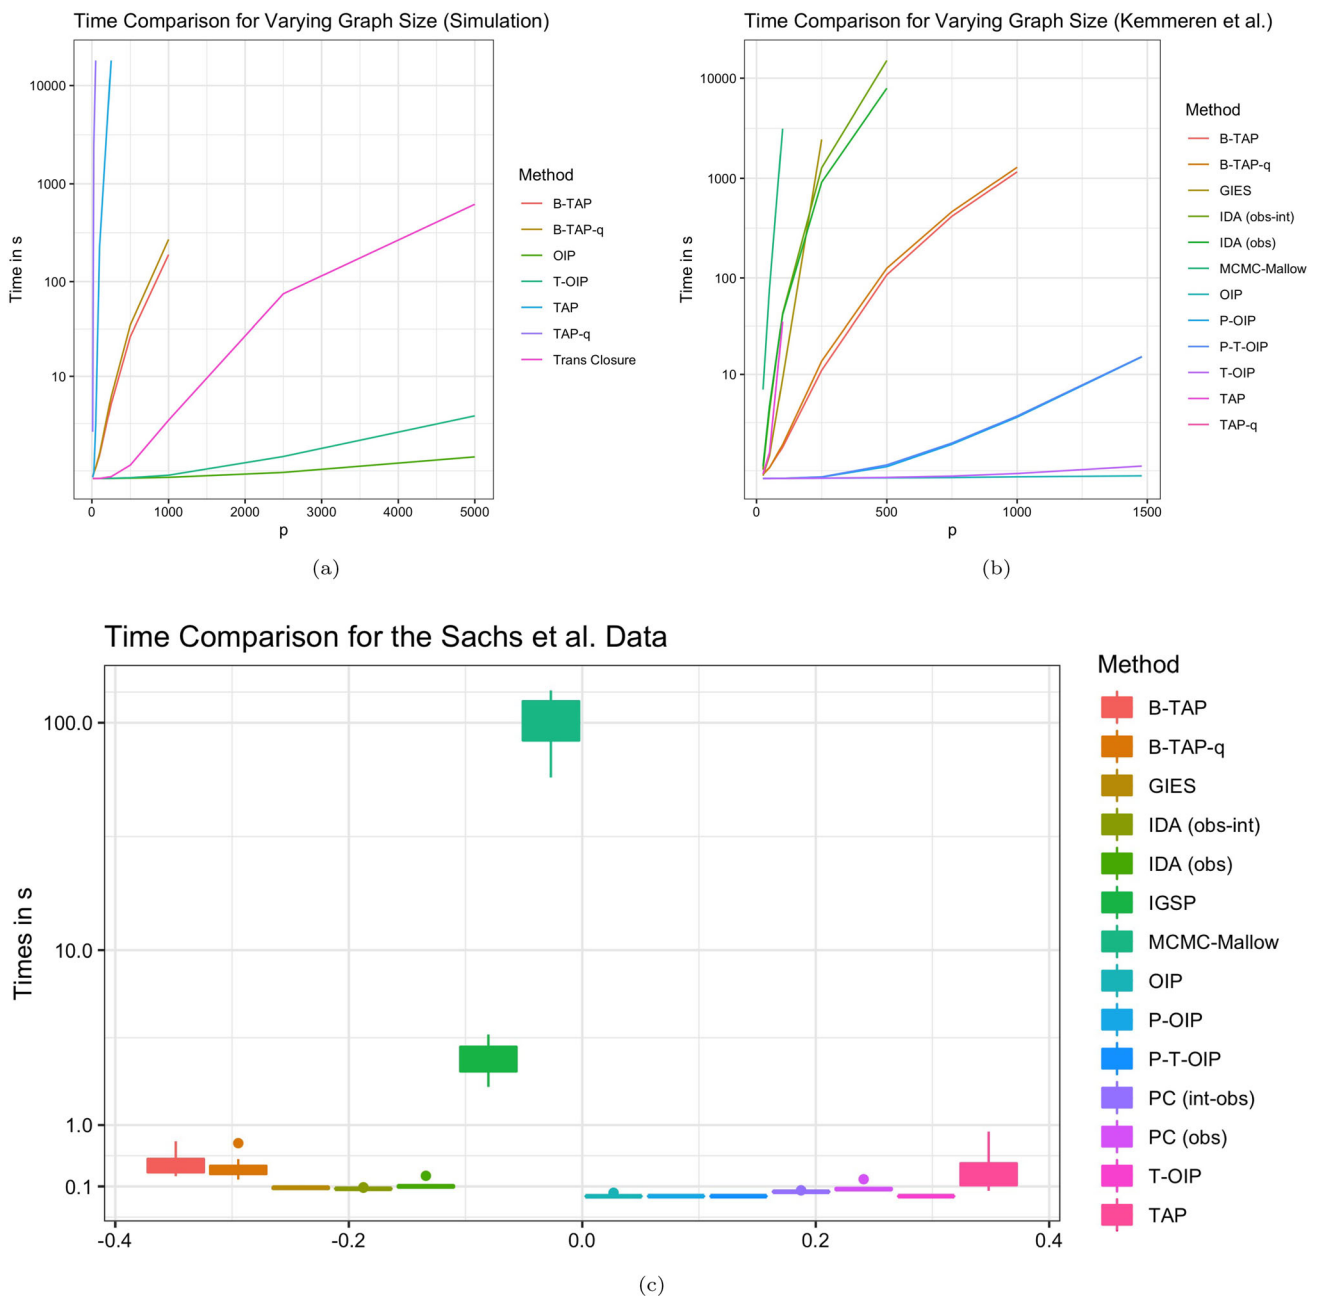 Time Comparison for Varying Graph Size (Simulation)
10000
1000
100
10
Time in s
0
1000
2000
3000
4000
5000
p
Method
B-TAP
B-TAP-q
OIP
T-OIP
TAP
TAP-q
Trans Closure
(a)
Time Comparison for Varying Graph Size (Kemmeren et al.)
10000
1000
100
10
Time in s
0
500
1000
1500
p
Method
B-TAP
B-TAP-q
GIES
IDA (obs-int)
IDA (obs)
MCMC-Mallow
OIP
P-OIP
P-T-OIP
T-OIP
TAP
TAP-q
(b)
Time Comparison for the Sachs et al. Data
100.0
10.0
1.0
0.1
Times in s
-0.4
-0.2
0.0
0.2
0.4
Method
B-TAP
B-TAP-q
GIES
IDA (obs-int)
IDA (obs)
IGSP
MCMC-Mallow
OIP
P-OIP
P-T-OIP
PC (int-obs)
PC (obs)
T-OIP
TAP
(c)